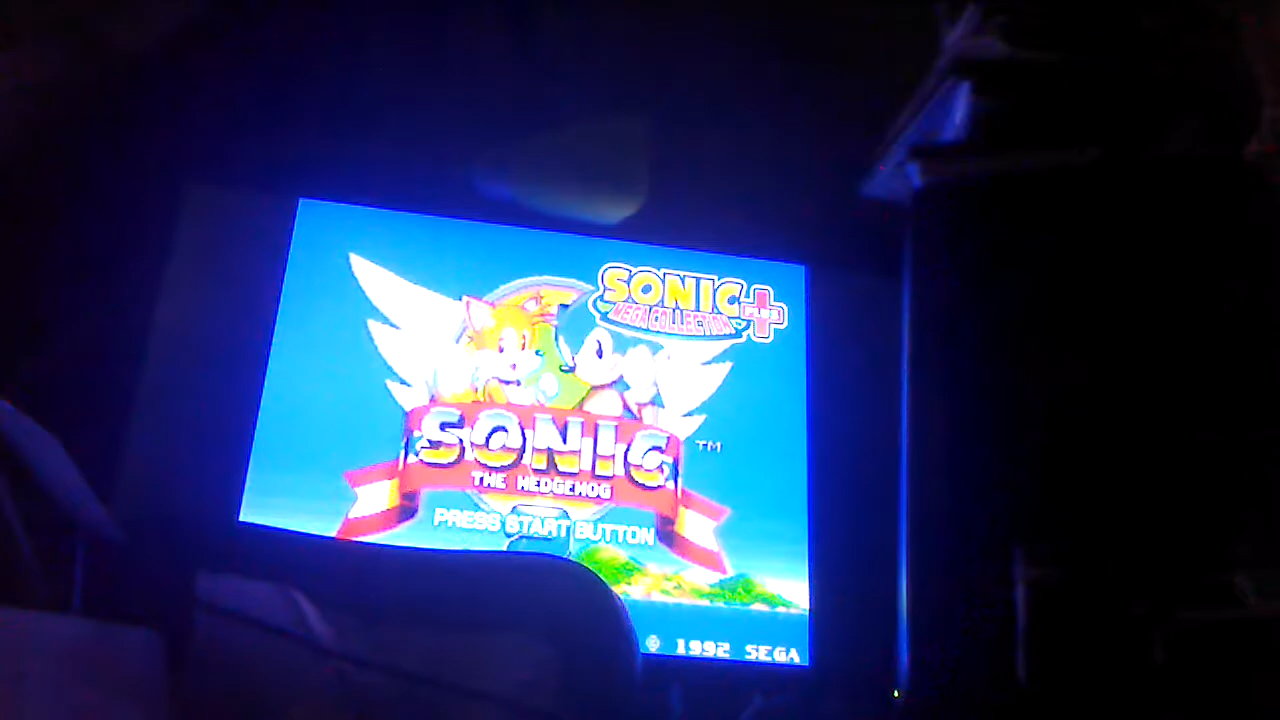 SONIC
MEGA COLLECTION
PLUS
SONIC
TM
THE HEDGEHOG
PRESS START BUTTON
© 1992 SEGA